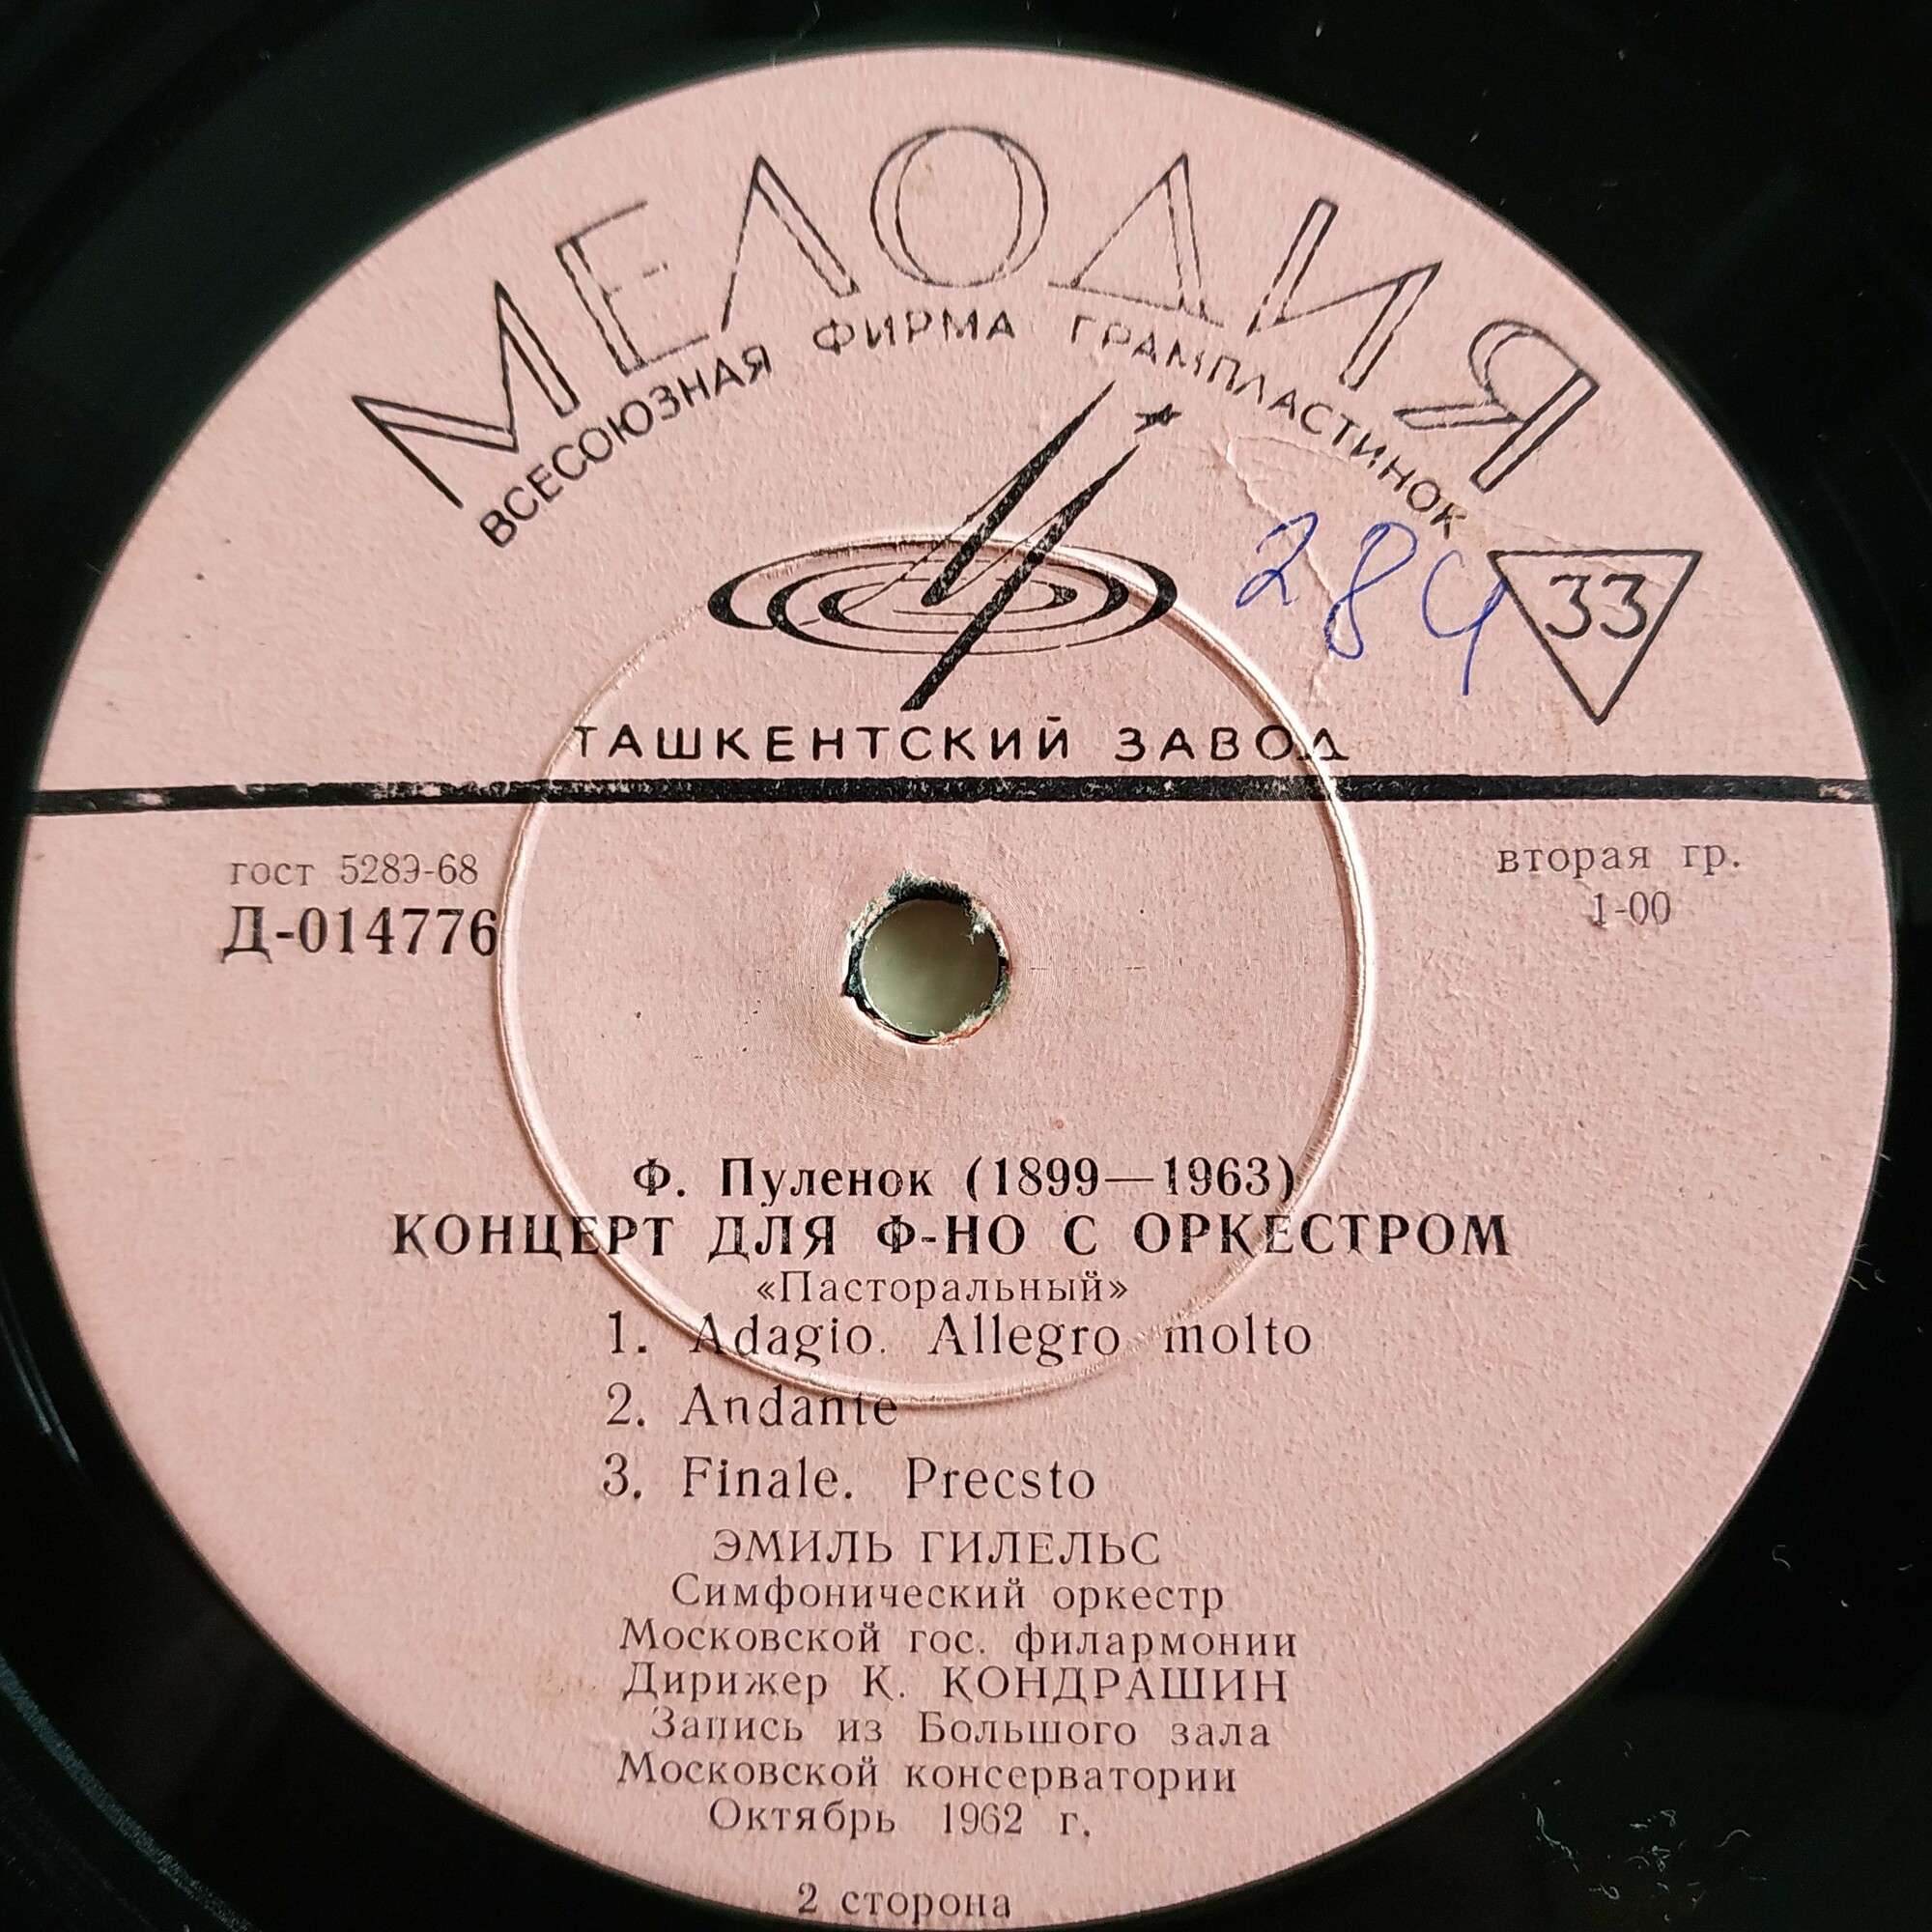 МЕЛОДИЯ
ВСЕСОЮЗНАЯ ФИРМА ГРАМПЛАСТИНОК
284
33
ТАШКЕНТСКИЙ ЗАВОД
гост 5289-68
Д-014776
вторая гр.
1-00
Ф. Пуленок (1899—1963)
КОНЦЕРТ ДЛЯ Ф-НО С ОРКЕСТРОМ
«Пасторальный»
1. Adagio. Allegro molto
2. Andante
3. Finale. Precsto
ЭМИЛЬ ГИЛЕЛЬС
Симфонический оркестр
Московской гос. филармонии
Дирижер К. КОНДРАШИН
Запись из Большого зала
Московской консерватории
Октябрь 1962 г.
2 сторона